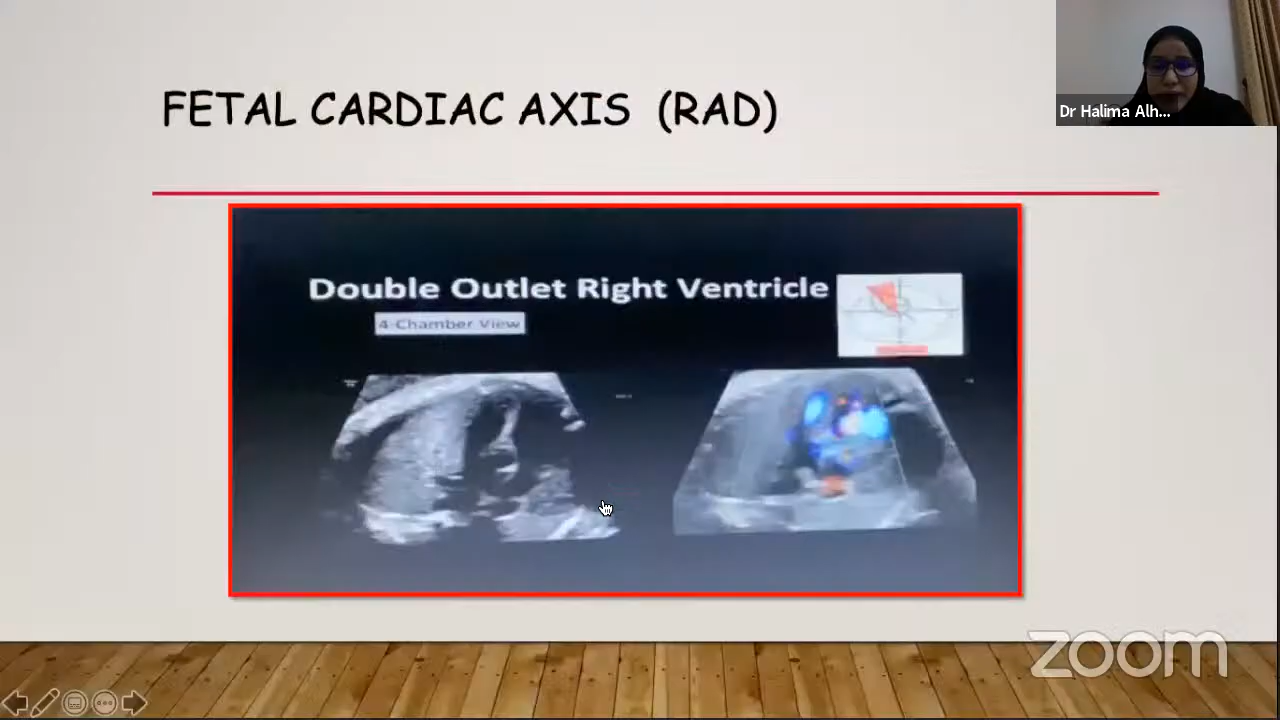 FETAL CARDIAC AXIS (RAD)
Dr Halima Alh...
Double Outlet Right Ventricle
4-Chamber View
zoom